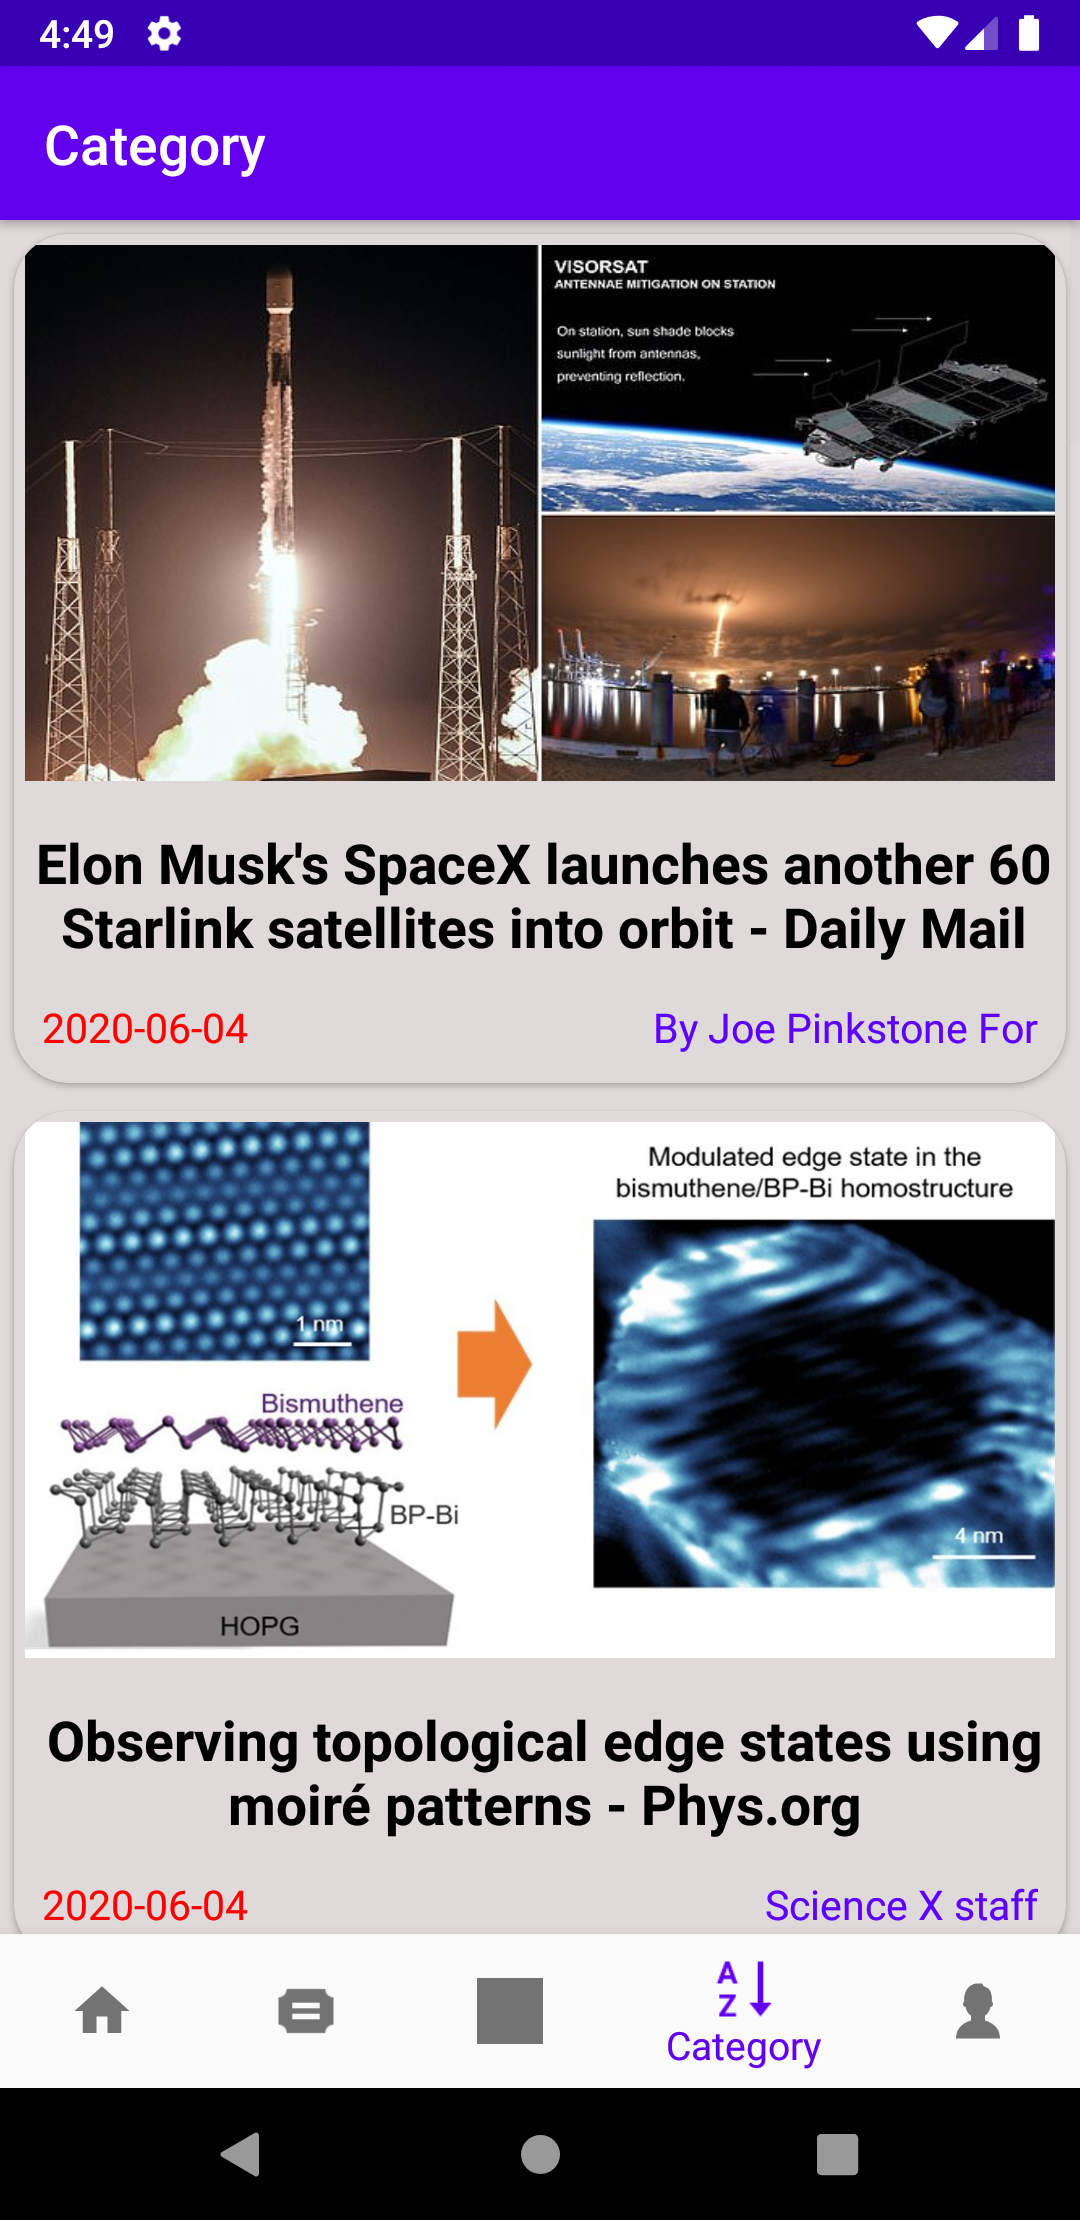 4:49
Category
VISORSAT
ANTENNAE MITIGATION ON STATION
On station, sun shade blocks
sunlight from antennas,
preventing reflection.
Elon Musk's SpaceX launches another 60
Starlink satellites into orbit - Daily Mail
2020-06-04
By Joe Pinkstone For
Modulated edge state in the
bismuthene/BP-Bi homostructure
1 nm
Bismuthene
BP-Bi
HOPG
4 nm
Observing topological edge states using
moiré patterns - Phys.org
2020-06-04
Science X staff
A
Z
Category